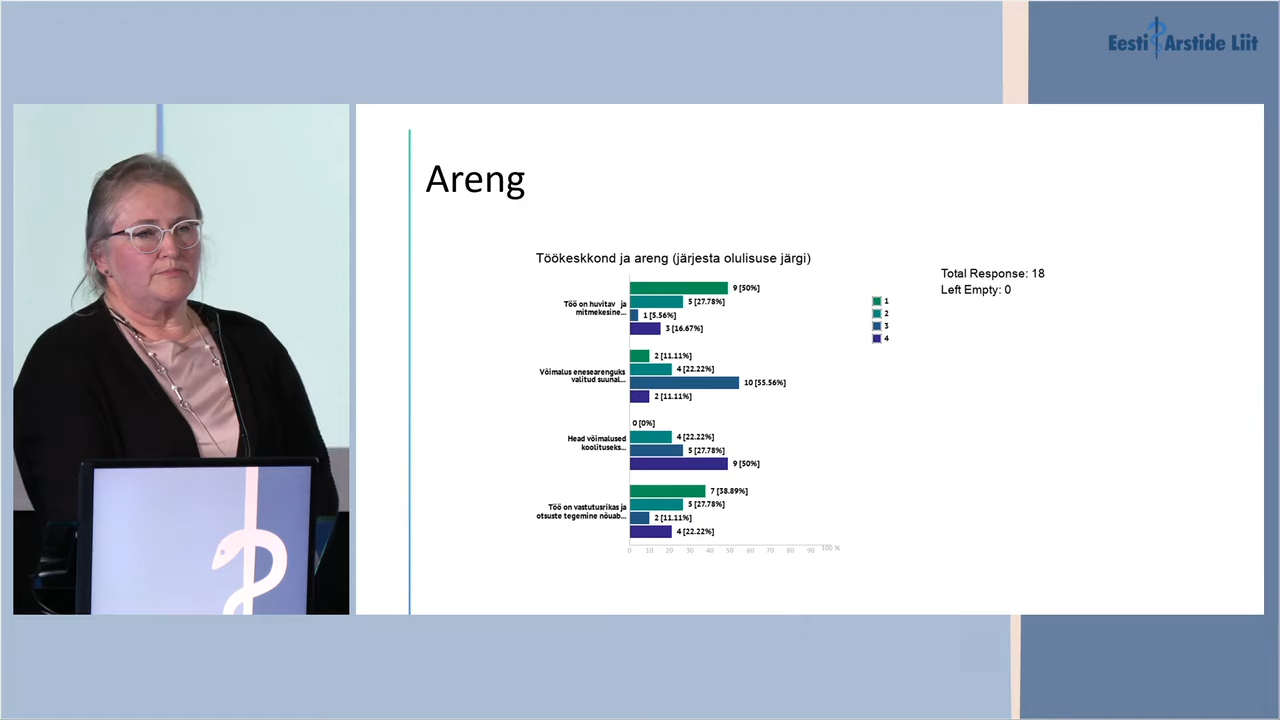 Eesti Arstide Liit
Areng
Töökeskkond ja areng (järjesta olulisuse järgi)
Total Response: 18
Left Empty: 0
1
2
3
4
Töö on huvitav ja
mitmekesine...
9 [50%]
5 [27.78%]
1 [5.56%]
3 [16.67%]
Võimalus enesearenguks
valitud suunal...
2 [11.11%]
4 [22.22%]
10 [55.56%]
2 [11.11%]
Head võimalused
koolituseks...
0 [0%]
4 [22.22%]
5 [27.78%]
9 [50%]
Töö on vastutusrikas ja
otsuste tegemine nõuab...
7 [38.89%]
5 [27.78%]
2 [11.11%]
4 [22.22%]
0 10 20 30 40 50 60 70 80 90 100 %